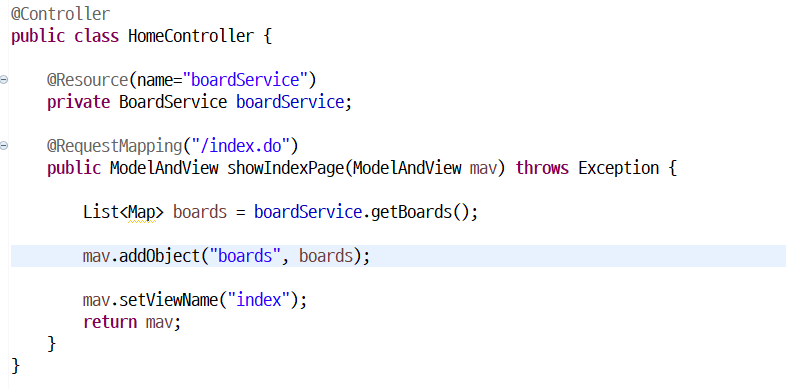 @Controller
public class HomeController {
@Resource(name="boardService")
private BoardService boardService;
@RequestMapping("/index.do")
public ModelAndView showIndexPage(ModelAndView mav) throws Exception {
List<Map> boards = boardService.getBoards();
mav.addObject("boards", boards);
mav.setViewName("index");
return mav;
}
}